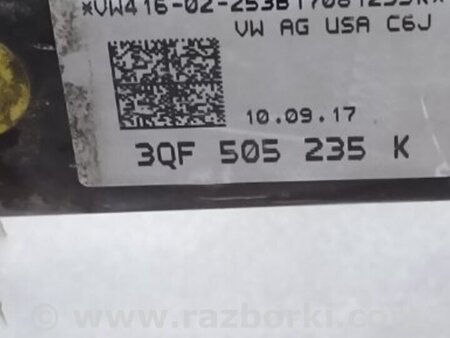 VW AG USA C6J
10.09.17
3QF 505 235 K
www.razborki.com